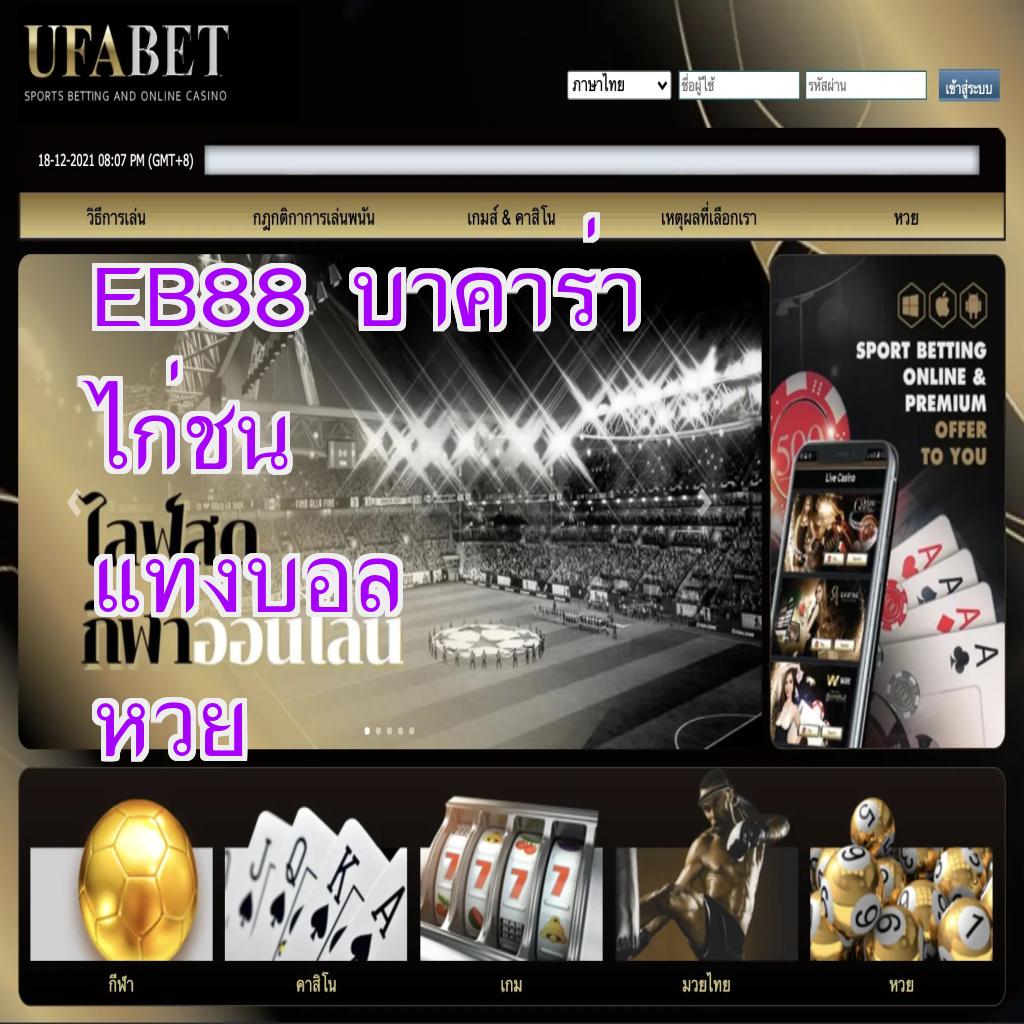 UFABET
SPORTS BETTING AND ONLINE CASINO
ภาษาไทย ชื่อผู้ใช้ รหัสผ่าน เข้าสู่ระบบ
18-12-2021 08:07 PM (GMT+8)
วิธีการเล่น กฎกติกาการเล่นพนัน เกมส์ & คาสิโน เหตุผลที่เลือกเรา หวย
EB88 บาคาร่า
ไก่ชน
ไลฟ์สด
แทงบอล
กีฬาออนไลน์
หวย
SPORT BETTING
ONLINE &
PREMIUM
OFFER
TO YOU
Live Casino
กีฬา คาสิโน เกม มวยไทย หวย